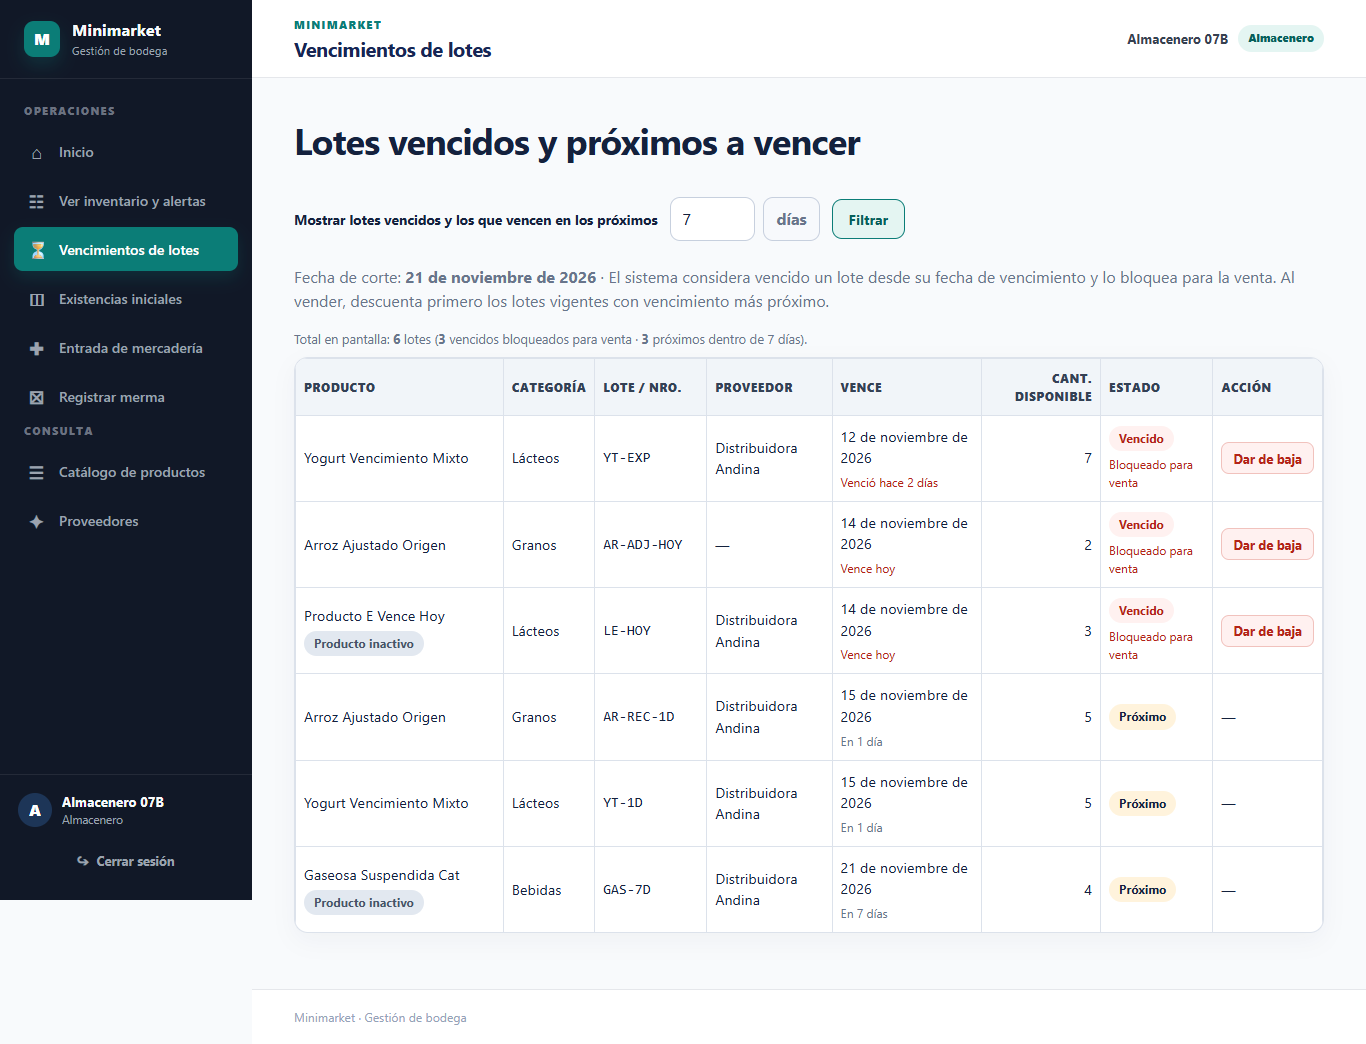 M
Minimarket
Gestión de bodega
OPERACIONES
Inicio
Ver inventario y alertas
Vencimientos de lotes
Existencias iniciales
Entrada de mercadería
Registrar merma
CONSULTA
Catálogo de productos
Proveedores
A
Almacenero 07B
Almacenero
Cerrar sesión
MINIMARKET
Vencimientos de lotes
Almacenero 07B
Almacenero
Lotes vencidos y próximos a vencer
Mostrar lotes vencidos y los que vencen en los próximos 7 días Filtrar
Fecha de corte: 21 de noviembre de 2026 · El sistema considera vencido un lote desde su fecha de vencimiento y lo bloquea para la venta. Al
vender, descuenta primero los lotes vigentes con vencimiento más próximo.
Total en pantalla: 6 lotes (3 vencidos bloqueados para venta · 3 próximos dentro de 7 días).
PRODUCTO CATEGORÍA LOTE / NRO. PROVEEDOR VENCE CANT. DISPONIBLE ESTADO ACCIÓN
Yogurt Vencimiento Mixto
Lácteos
YT-EXP
Distribuidora
Andina
12 de noviembre de
2026
Venció hace 2 días
7
Vencido
Bloqueado para
venta
Dar de baja
Arroz Ajustado Origen
Granos
AR-ADJ-HOY
—
14 de noviembre de
2026
Vence hoy
2
Vencido
Bloqueado para
venta
Dar de baja
Producto E Vence Hoy
Producto inactivo
Lácteos
LE-HOY
Distribuidora
Andina
14 de noviembre de
2026
Vence hoy
3
Vencido
Bloqueado para
venta
Dar de baja
Arroz Ajustado Origen
Granos
AR-REC-1D
Distribuidora
Andina
15 de noviembre de
2026
En 1 día
5
Próximo
—
Yogurt Vencimiento Mixto
Lácteos
YT-1D
Distribuidora
Andina
15 de noviembre de
2026
En 1 día
5
Próximo
—
Gaseosa Suspendida Cat
Producto inactivo
Bebidas
GAS-7D
Distribuidora
Andina
21 de noviembre de
2026
En 7 días
4
Próximo
—
Minimarket · Gestión de bodega